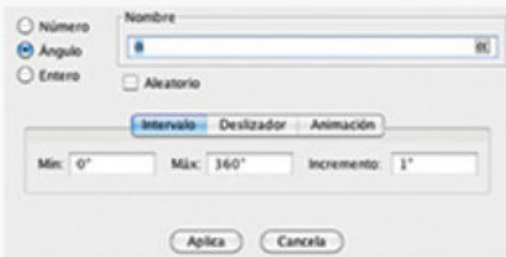 Nombre
Número
Ángulo
Entero
α
Aleatorio
Intervalo Deslizador Animación
Mín: 0° Máx: 360° Incremento: 1°
Aplica Cancela